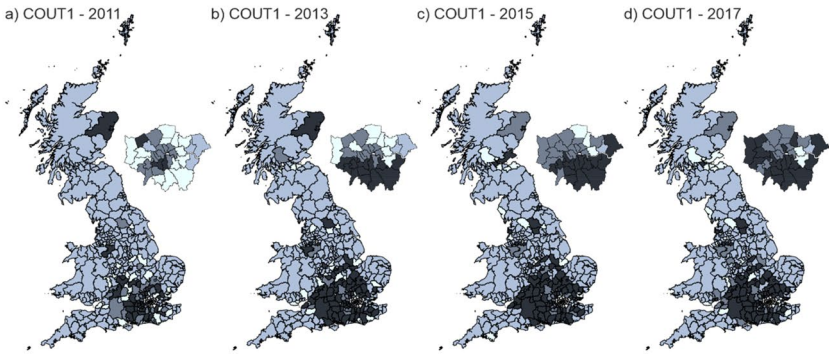 a) COUT1 - 2011
b) COUT1 - 2013
c) COUT1 - 2015
d) COUT1 - 2017